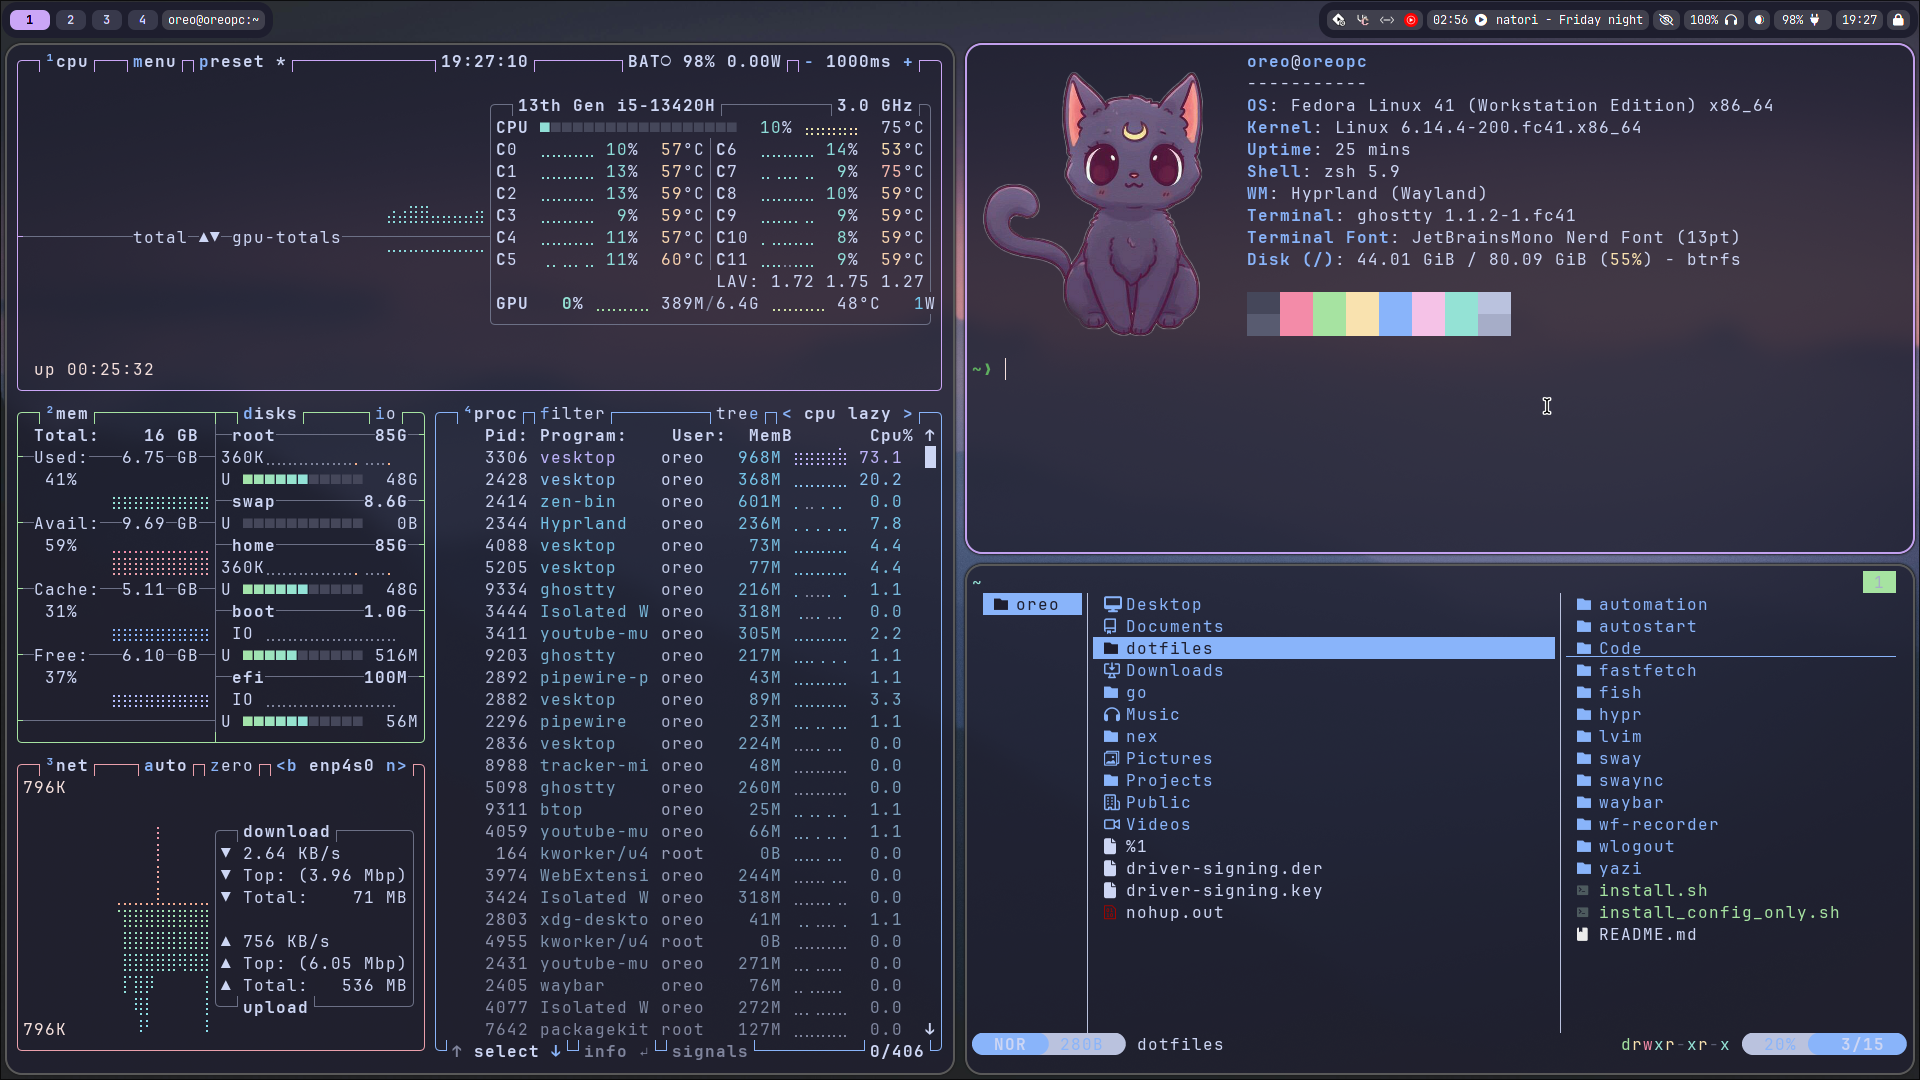 1 2 3 4 oreo@oreopc:~
02:56 natori - Friday night 100% 98% 19:27
¹cpu menu preset * 19:27:10 BAT 98% 0.00W - 1000ms +
13th Gen i5-13420H 3.0 GHz
CPU 10% 75°C
C0 10% 57°C C6 14% 53°C
C1 13% 57°C C7 9% 75°C
C2 13% 59°C C8 10% 59°C
C3 9% 59°C C9 9% 59°C
C4 11% 57°C C10 8% 59°C
C5 11% 60°C C11 9% 59°C
LAV: 1.72 1.75 1.27
GPU 0% 389M/6.4G 48°C 1W
total ▲▼ gpu-totals
up 00:25:32
²mem
Total: 16 GB
Used: 6.75 GB
41%
Avail: 9.69 GB
59%
Cache: 5.11 GB
31%
Free: 6.10 GB
37%
disks io
root 85G
360K
U 48G
swap 8.6G
U 0B
home 85G
360K
U 48G
boot 1.0G
IO
U 516M
efi 100M
IO
U 56M
³net auto zero <b enp4s0 n>
796K
download
▼ 2.64 KB/s
▼ Top: (3.96 Mbp)
▼ Total: 71 MB
▲ 756 KB/s
▲ Top: (6.05 Mbp)
▲ Total: 536 MB
upload
796K
⁴proc filter tree < cpu lazy >
Pid: Program: User: MemB Cpu% ↑
3306 vesktop oreo 968M 73.1
2428 vesktop oreo 368M 20.2
2414 zen-bin oreo 601M 0.0
2344 Hyprland oreo 236M 7.8
4088 vesktop oreo 73M 4.4
5205 vesktop oreo 77M 4.4
9334 ghostty oreo 216M 1.1
3444 Isolated W oreo 318M 0.0
3411 youtube-mu oreo 305M 2.2
9203 ghostty oreo 217M 1.1
2892 pipewire-p oreo 43M 1.1
2882 vesktop oreo 89M 3.3
2296 pipewire oreo 23M 1.1
2836 vesktop oreo 224M 0.0
8988 tracker-mi oreo 48M 0.0
5098 ghostty oreo 260M 0.0
9311 btop oreo 25M 1.1
4059 youtube-mu oreo 66M 1.1
164 kworker/u4 root 0B 0.0
3974 WebExtensi oreo 244M 0.0
3424 Isolated W oreo 318M 0.0
2803 xdg-deskto oreo 41M 1.1
4955 kworker/u4 root 0B 0.0
2431 youtube-mu oreo 271M 0.0
2405 waybar oreo 76M 0.0
4077 Isolated W oreo 272M 0.0
7642 packagekit root 127M 0.0 ↓
↑ select ↓ info ↵ signals 0/406
oreo@oreopc
-----------
OS: Fedora Linux 41 (Workstation Edition) x86_64
Kernel: Linux 6.14.4-200.fc41.x86_64
Uptime: 25 mins
Shell: zsh 5.9
WM: Hyprland (Wayland)
Terminal: ghostty 1.1.2-1.fc41
Terminal Font: JetBrainsMono Nerd Font (13pt)
Disk (/): 44.01 GiB / 80.09 GiB (55%) - btrfs
~ ❯
~ 1
oreo
Desktop
Documents
dotfiles
Downloads
go
Music
nex
Pictures
Projects
Public
Videos
%1
driver-signing.der
driver-signing.key
nohup.out
automation
autostart
Code
fastfetch
fish
hypr
lvim
sway
swaync
waybar
wf-recorder
wlogout
yazi
install.sh
install_config_only.sh
README.md
NOR 280B dotfiles drwxr-xr-x 20% 3/15